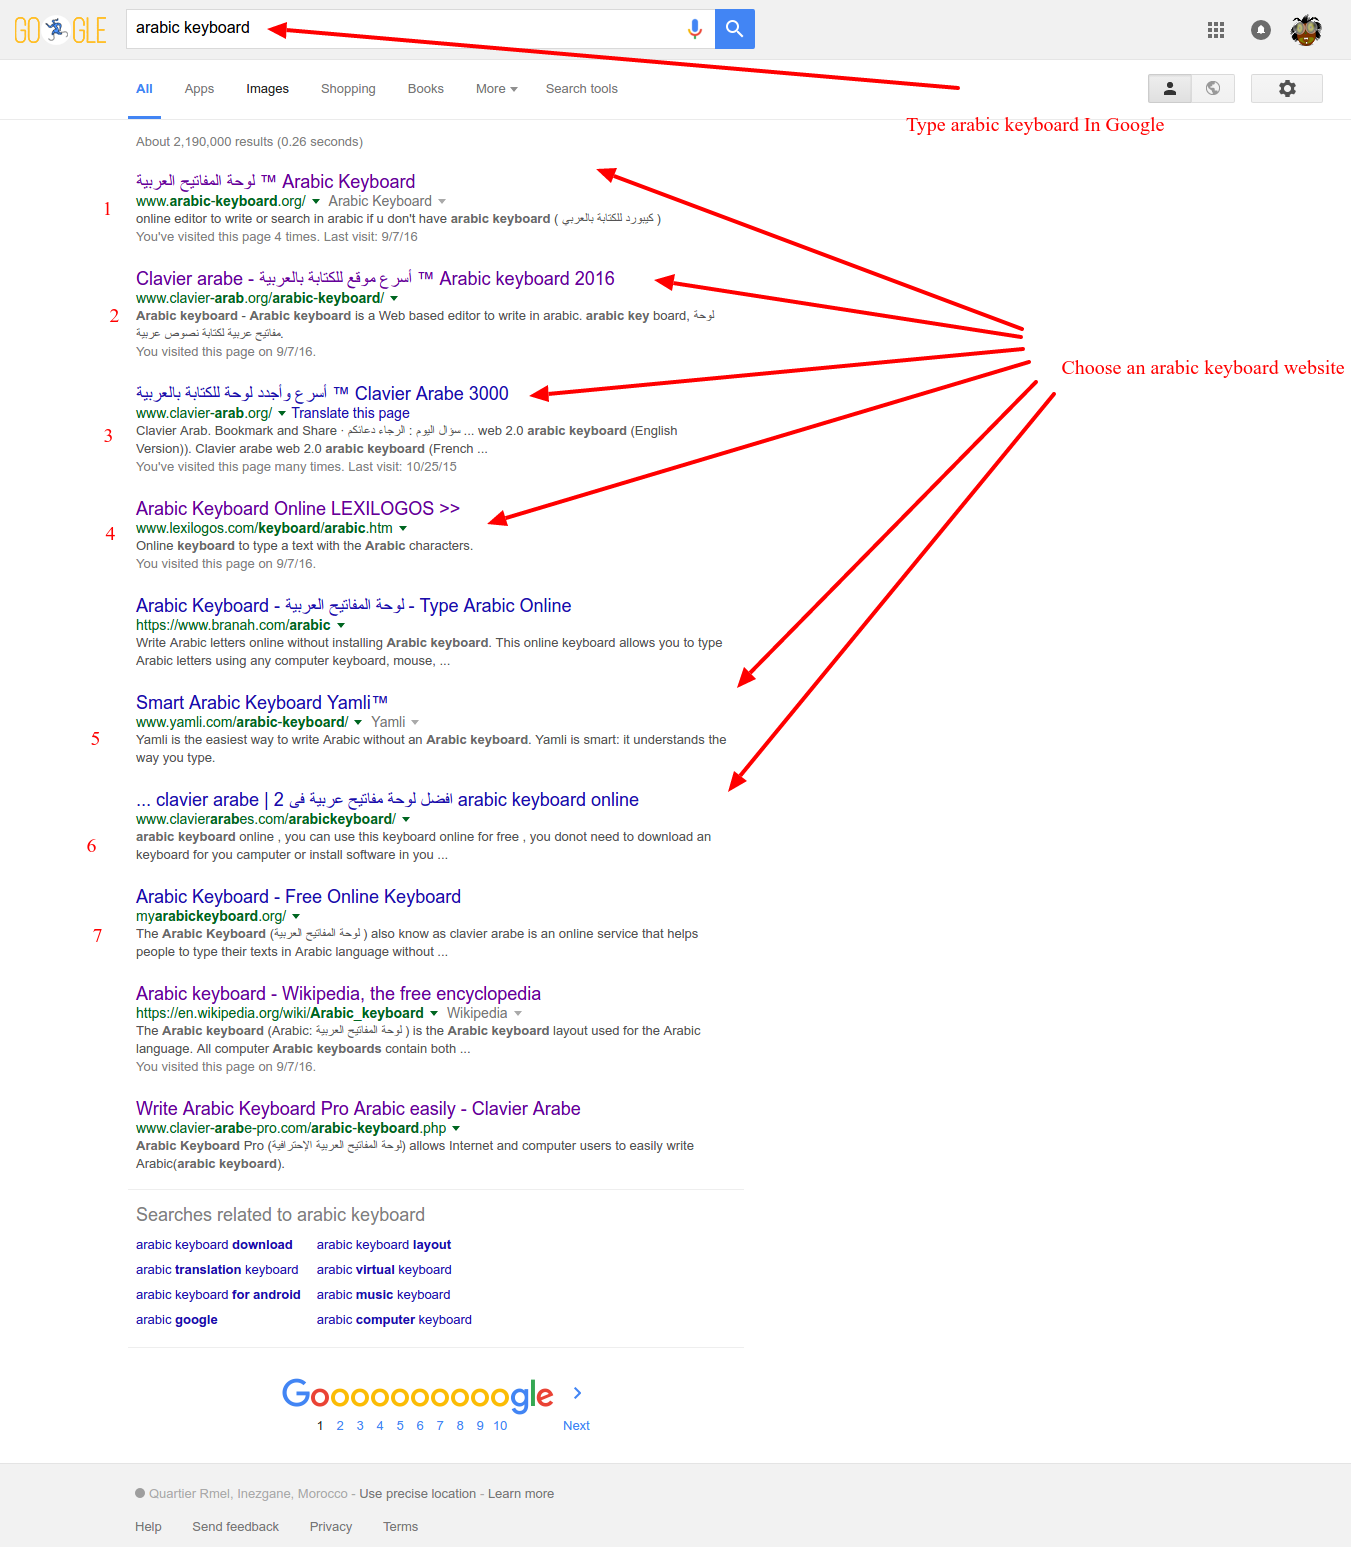 GO GLE
arabic keyboard
All Apps Images Shopping Books More Search tools
Type arabic keyboard In Google
About 2,190,000 results (0.26 seconds)
لوحة المفاتيح العربية ™ Arabic Keyboard
1
www.arabic-keyboard.org/ Arabic Keyboard
online editor to write or search in arabic if u don't have arabic keyboard ( كيبورد للكتابة بالعربي )
You've visited this page 4 times. Last visit: 9/7/16
Clavier arabe - أسرع موقع للكتابة بالعربية ™ Arabic keyboard 2016
www.clavier-arab.org/arabic-keyboard/
2
Arabic keyboard - Arabic keyboard is a Web based editor to write in arabic. arabic key board, لوحة
مفاتيح عربية لكتابة نصوص عربية.
You visited this page on 9/7/16.
Choose an arabic keyboard website
أسرع وأجدد لوحة للكتابة بالعربية ™ Clavier Arabe 3000
www.clavier-arab.org/ Translate this page
3
Clavier Arab. Bookmark and Share · سؤال اليوم : الرجاء دعاتكم ... web 2.0 arabic keyboard (English
Version)). Clavier arabe web 2.0 arabic keyboard (French ...
You've visited this page many times. Last visit: 10/25/15
Arabic Keyboard Online LEXILOGOS >>
www.lexilogos.com/keyboard/arabic.htm
4
Online keyboard to type a text with the Arabic characters.
You visited this page on 9/7/16.
Arabic Keyboard - لوحة المفاتيح العربية - Type Arabic Online
https://www.branah.com/arabic
Write Arabic letters online without installing Arabic keyboard. This online keyboard allows you to type
Arabic letters using any computer keyboard, mouse, ...
Smart Arabic Keyboard Yamli™
www.yamli.com/arabic-keyboard/ Yamli
5
Yamli is the easiest way to write Arabic without an Arabic keyboard. Yamli is smart: it understands the
way you type.
... clavier arabe | 2 افضل لوحة مفاتيح عربية فى arabic keyboard online
www.clavierarabes.com/arabickeyboard/
6
arabic keyboard online , you can use this keyboard online for free , you donot need to download an
keyboard for you camputer or install software in you ...
Arabic Keyboard - Free Online Keyboard
myarabickeyboard.org/
7
The Arabic Keyboard (لوحة المفاتيح العربية ) also know as clavier arabe is an online service that helps
people to type their texts in Arabic language without ...
Arabic keyboard - Wikipedia, the free encyclopedia
https://en.wikipedia.org/wiki/Arabic_keyboard Wikipedia
The Arabic keyboard (Arabic: لوحة المفاتيح العربية ) is the Arabic keyboard layout used for the Arabic
language. All computer Arabic keyboards contain both ...
You visited this page on 9/7/16.
Write Arabic Keyboard Pro Arabic easily - Clavier Arabe
www.clavier-arabe-pro.com/arabic-keyboard.php
Arabic Keyboard Pro (لوحة المفاتيح العربية الإحترافية) allows Internet and computer users to easily write
Arabic(arabic keyboard).
Searches related to arabic keyboard
arabic keyboard download arabic keyboard layout
arabic translation keyboard arabic virtual keyboard
arabic keyboard for android arabic music keyboard
arabic google arabic computer keyboard
Goooooooooogle
1 2 3 4 5 6 7 8 9 10 Next
Quartier Rmel, Inezgane, Morocco - Use precise location - Learn more
Help Send feedback Privacy Terms